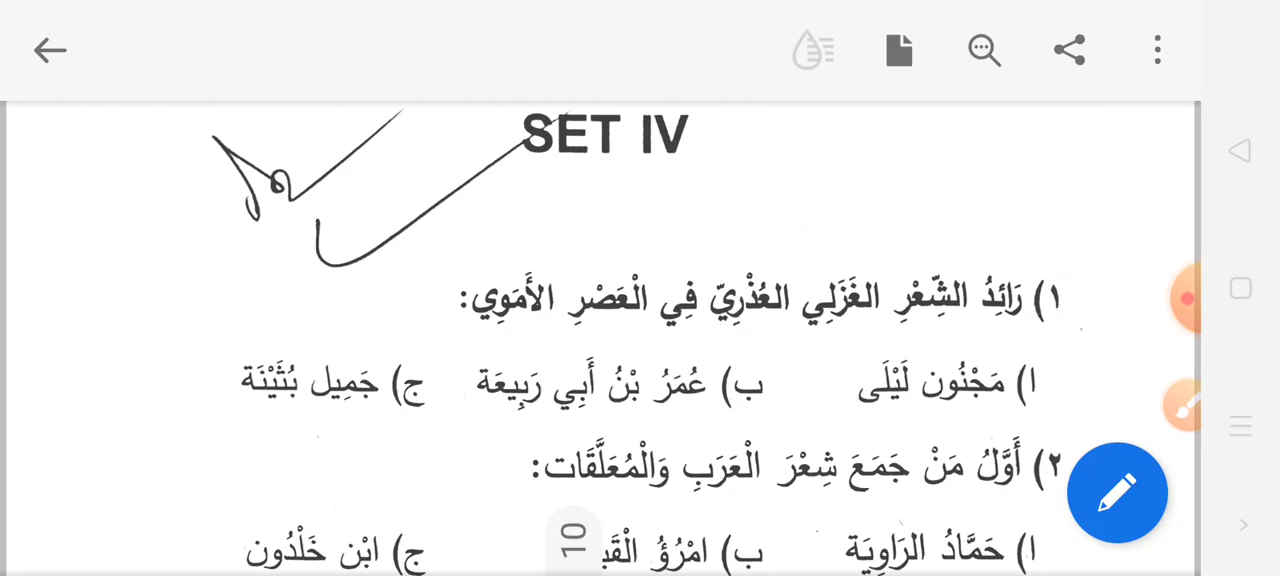 SET IV
١) رَائِدُ الشِّعْرِ الغَزَلِي العُذْرِيّ فِي الْعَصْرِ الأَمَوِي:
ا) مَجْنُون لَيْلَى ب) عُمَرُ بْنُ أَبِي رَبِيعَة ج) جَمِيل بُثَيْنَة
٢) أَوَّلُ مَنْ جَمَعَ شِعْرَ الْعَرَبِ وَالْمُعَلَّقَات:
ا) حَمَّادُ الرَاوِيَة ب) امْرُؤُ ج) ابْن خَلْدُون
10